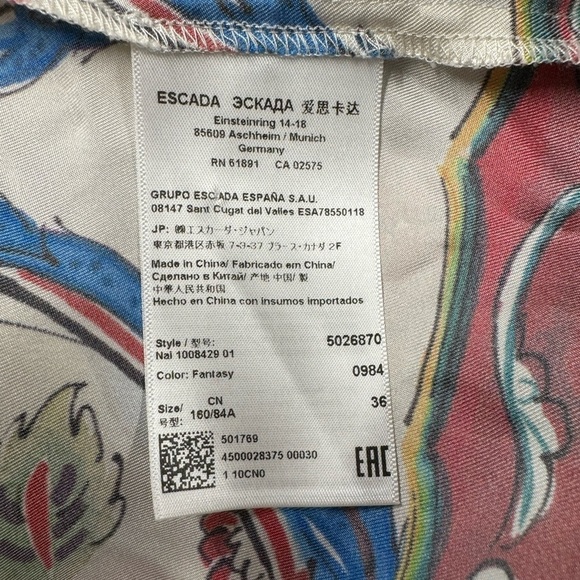 ESCADA ЭСКАДА 爱思卡达
Einsteinring 14-18
85609 Aschheim / Munich
Germany
RN 61891 CA 02575
GRUPO ESCADA ESPAÑA S.A.U.
08147 Sant Cugat del Valles ESA78550118
JP: ㈱エスカーダ・ジャパン
東京都港区赤坂 7-3-37 プラース・カナダ 2F
Made in China/ Fabricado em China/
Сделано в Китай/ 产地 中国/ 製
中華人民共和国
Hecho en China con insumos importados
Style / 型号: 5026870
Nal 1008429 01
Color: Fantasy 0984
Size/ CN 36
号型: 160/84A
501769
4500028375 00030
1 10CN0
EAC